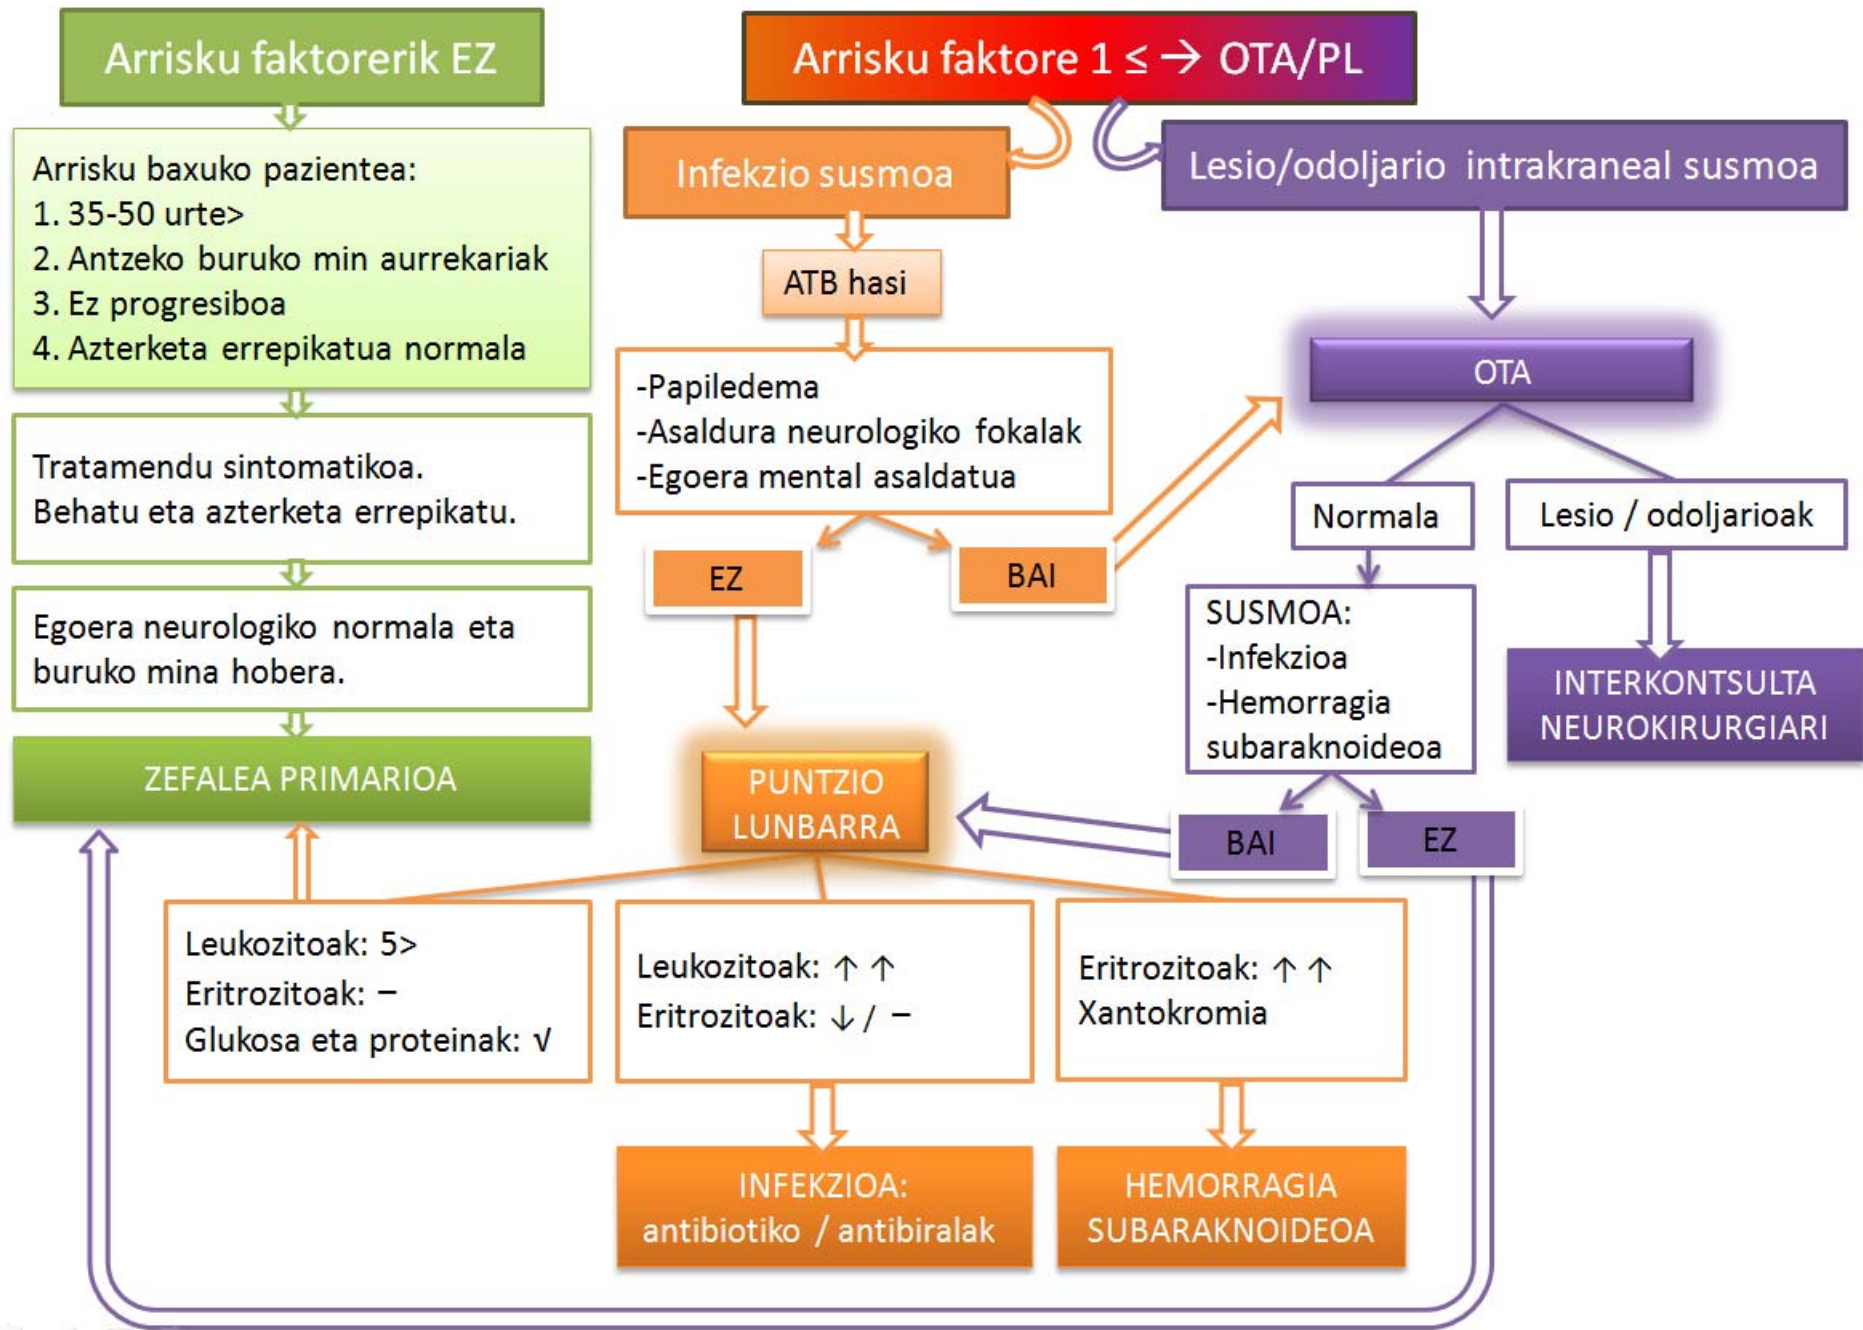 Arrisku faktorerik EZ
Arrisku baxuko pazientea:
1. 35-50 urte>
2. Antzeko buruko min aurrekariak
3. Ez progresiboa
4. Azterketa errepikatua normala
Tratamendu sintomatikoa.
Behatu eta azterketa errepikatu.
Egoera neurologiko normala eta
buruko mina hobera.
ZEFALEA PRIMARIOA
Arrisku faktore 1 ≤ → OTA/PL
Infekzio susmoa
ATB hasi
-Papiledema
-Asaldura neurologiko fokalak
-Egoera mental asaldatua
EZ
BAI
PUNTZIO
LUNBARRA
Leukozitoak: 5>
Eritrozitoak: –
Glukosa eta proteinak: √
Leukozitoak: ↑ ↑
Eritrozitoak: ↓ / –
INFEKZIOA:
antibiotiko / antibiralak
Eritrozitoak: ↑ ↑
Xantokromia
HEMORRAGIA
SUBARAKNOIDEOA
Lesio/odoljario intrakraneal susmoa
OTA
Normala
Lesio / odoljarioak
SUSMOA:
-Infekzioa
-Hemorragia
subaraknoideoa
BAI
EZ
INTERKONTSULTA
NEUROKIRURGIARI